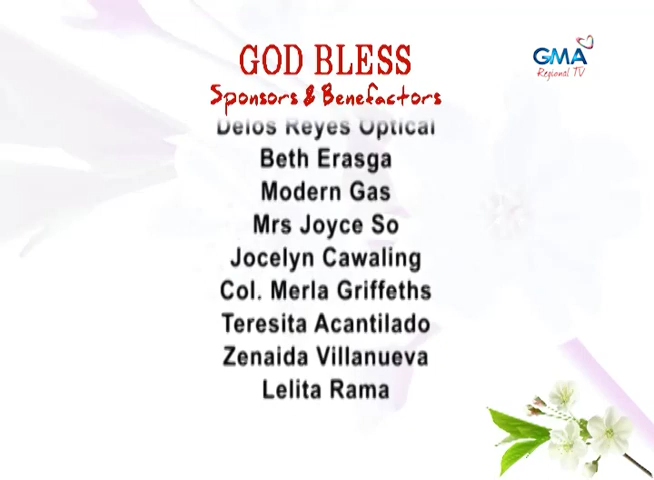 GOD BLESS
Sponsors & Benefactors
GMA
Regional TV
Delos Reyes Optical
Beth Erasga
Modern Gas
Mrs Joyce So
Jocelyn Cawaling
Col. Merla Griffeths
Teresita Acantilado
Zenaida Villanueva
Lelita Rama